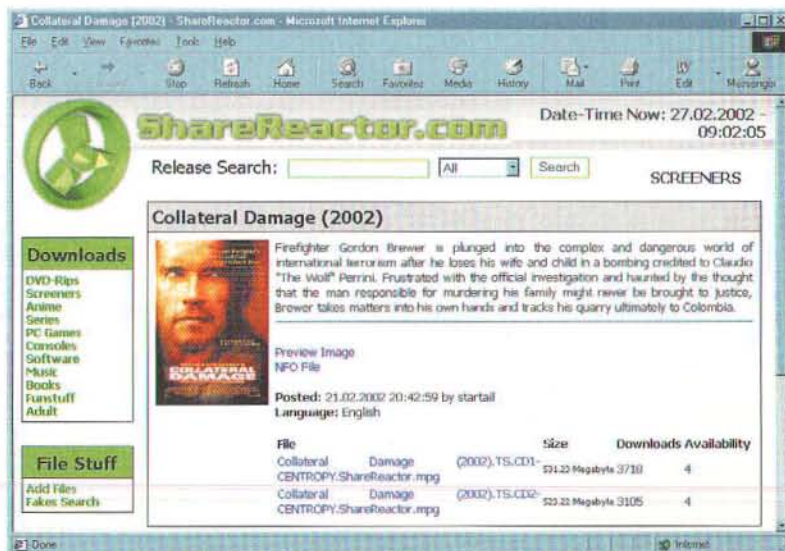 Collateral Damage (2002) - ShareReactor.com - Microsoft Internet Explorer
File Edit View Favorites Tools Help
Back Stop Refresh Home Search Favorites Media History Mail Print Edit Messenger
ShareReactor.com
Date-Time Now: 27.02.2002 -
09:02:05
Release Search: All Search
SCREENERS
Collateral Damage (2002)
Firefighter Gordon Brewer is plunged into the complex and dangerous world of
international terrorism after he loses his wife and child in a bombing credited to Claudio
"The Wolf" Perrini. Frustrated with the official investigation and haunted by the thought
that the man responsible for murdering his family might never be brought to justice,
Brewer takes matters into his own hands and tracks his quarry ultimately to Colombia.
COLLATERAL
DAMAGE
Preview Image
NFO File
Posted: 21.02.2002 20:42:59 by startail
Language: English
File Size Downloads Availability
Collateral Damage (2002).TS.CD1-
CENTROPY.ShareReactor.mpg
Megabyte 3718 4
Collateral Damage (2002).TS.CD2-
CENTROPY.ShareReactor.mpg
Megabyte 3105 4
Downloads
DVD-Rips
Screeners
Anime
Series
PC Games
Consoles
Software
Music
Books
Funstuff
Adult
File Stuff
Add Files
Fakes Search
Done
Internet